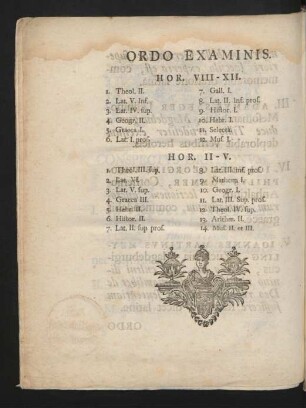 ORDO EXAMINIS.
HOR. VIII-XII.
1. Theol. II.
2. Lat. V. Inf.
3. Lat. IV. sup.
4. Geogr. II.
5. Graeca I.
6. Lat. I. prof.
7. Gall. I.
8. Lat. II. Inf. prof.
9. Histor. I.
10. Hebr. I.
11. Selecta.
12. Mus. I.
HOR. II-V.
1. Theol. III. sup.
2. Lat. VI.
3. Lat. V. sup.
4. Graeca III.
5. Hebr. II.
6. Histor. II.
7. Lat. II. sup. prof.
8. Lat. III. inf. prof.
9. Mathem. I.
10. Geogr. I.
11. Lat. III. sup. prof.
12. Theol. IV. sup.
13. Arithm. II.
14. Mus. II. et III.
ORDO